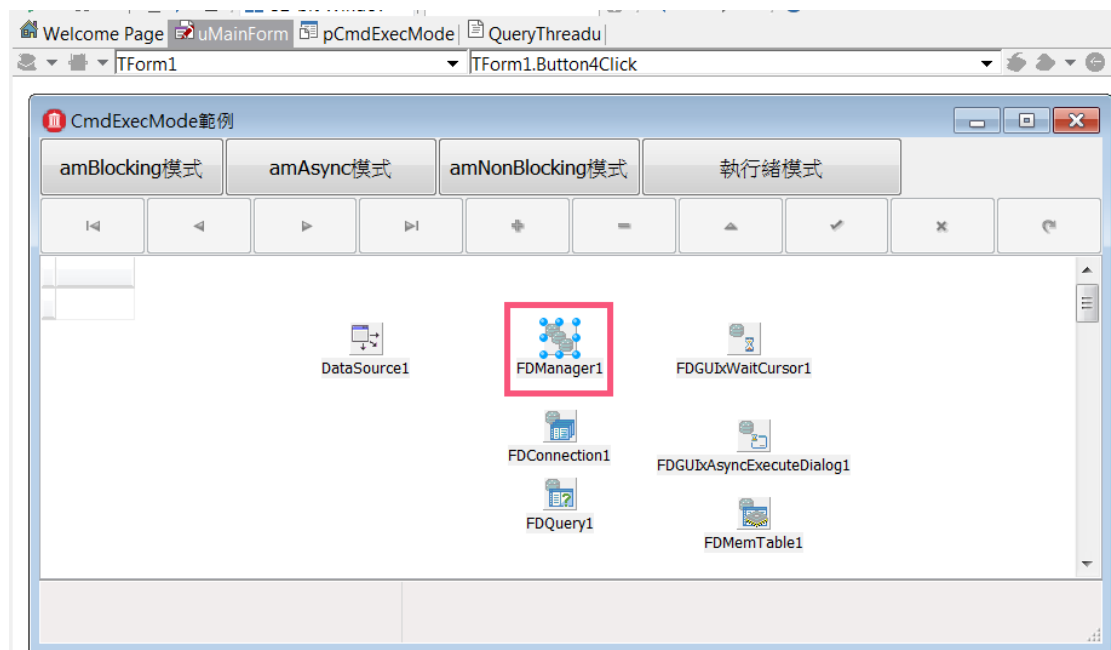 Welcome Page uMainForm pCmdExecMode QueryThreadu
TForm1 TForm1.Button4Click
CmdExecMode範例
amBlocking模式 amAsync模式 amNonBlocking模式 執行緒模式
DataSource1 FDManager1 FDGUIxWaitCursor1
FDConnection1 FDGUIxAsyncExecuteDialog1
FDQuery1 FDMemTable1